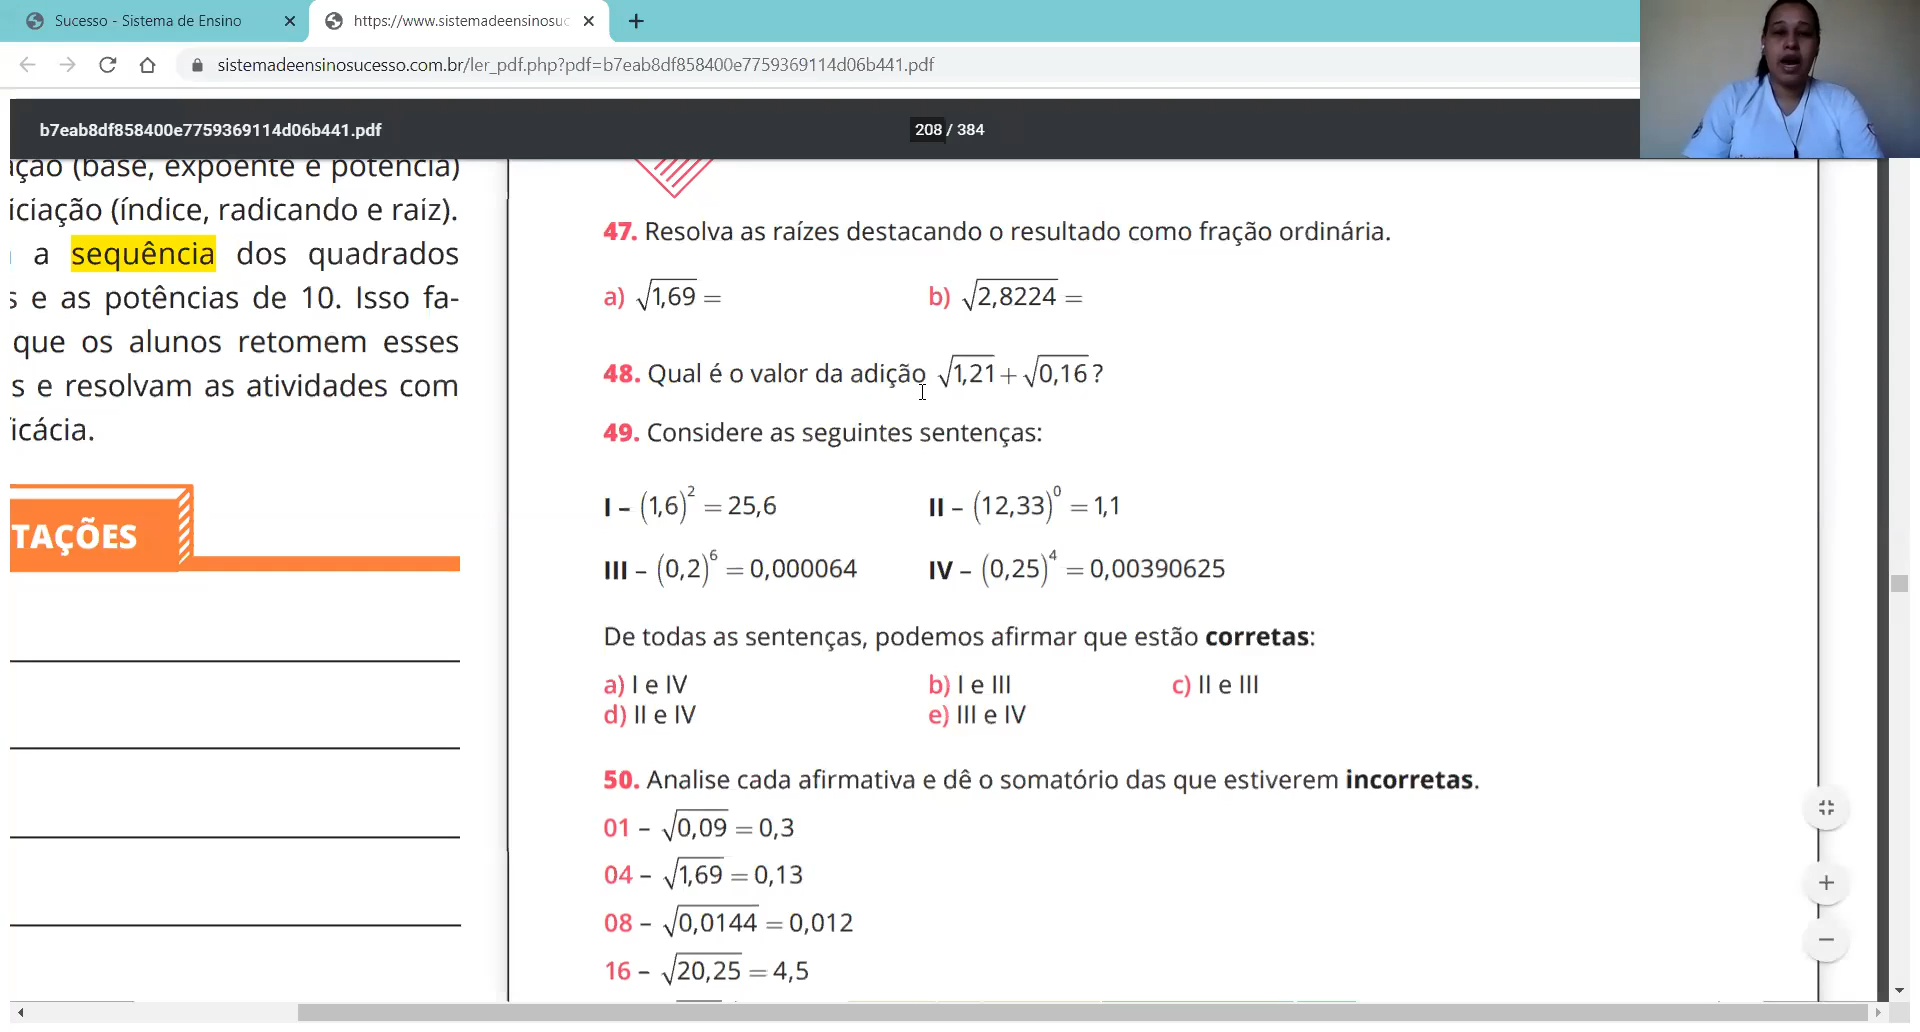 Sucesso - Sistema de Ensino
https://www.sistemadeensinosuc
sistemadeensinosucesso.com.br/ler_pdf.php?pdf=b7eab8df858400e7759369114d06b441.pdf
b7eab8df858400e7759369114d06b441.pdf
208 / 384
ação (base, expoente e potência)
iciação (índice, radicando e raíz).
a sequência dos quadrados
s e as potências de 10. Isso fa-
que os alunos retomem esses
s e resolvam as atividades com
icácia.
TAÇÕES
47. Resolva as raízes destacando o resultado como fração ordinária.
a) √1,69 =
b) √2,8224 =
48. Qual é o valor da adição √1,21 + √0,16 ?
49. Considere as seguintes sentenças:
I – (1,6)² = 25,6
II – (12,33)⁰ = 1,1
III – (0,2)⁶ = 0,000064
IV – (0,25)⁴ = 0,00390625
De todas as sentenças, podemos afirmar que estão corretas:
a) I e IV
b) I e III
c) II e III
d) II e IV
e) III e IV
50. Analise cada afirmativa e dê o somatório das que estiverem incorretas.
01 – √0,09 = 0,3
04 – √1,69 = 0,13
08 – √0,0144 = 0,012
16 – √20,25 = 4,5